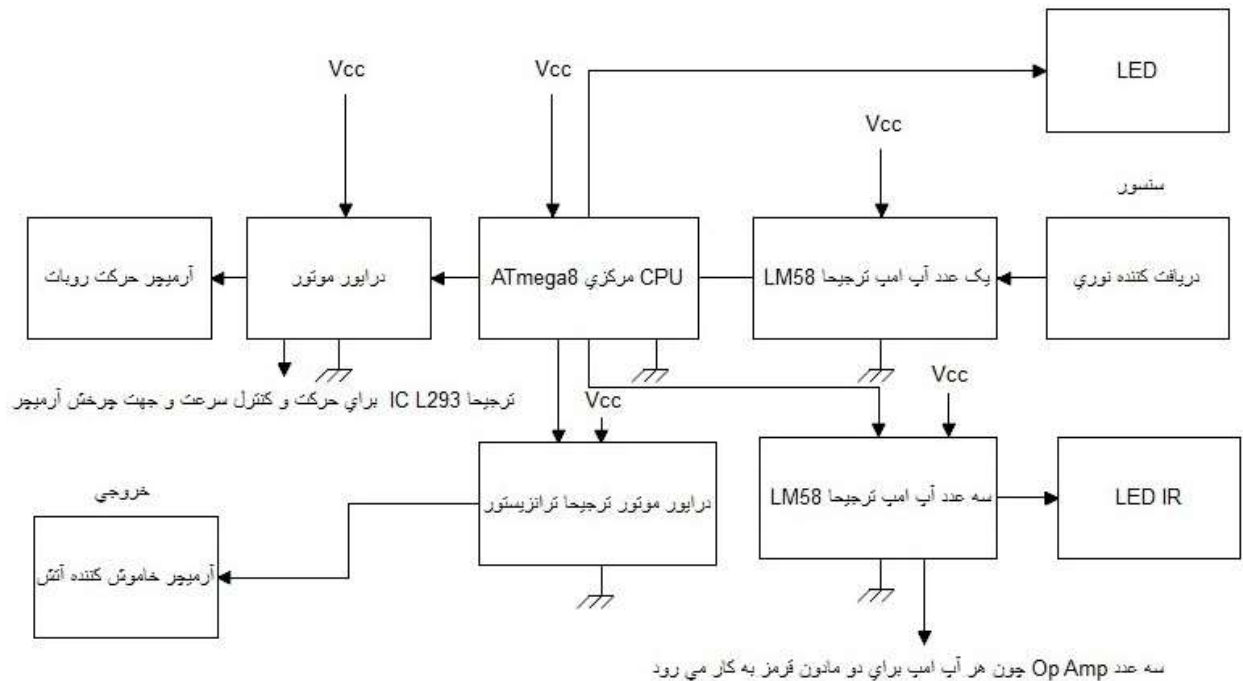 LED
Vcc
Vcc
Vcc
سنسور
آرميچر حرکت روبات
درايور موتور
CPU مرکزي ATmega8
يک عدد آپ امپ ترجيحا LM58
دريافت کننده نوري
ترجيحا IC L293 براي حرکت و کنترل سرعت و جهت چرخش آرميچر
Vcc
Vcc
خروجي
درايور موتور ترجيحا ترانزيستور
سه عدد آپ امپ ترجيحا LM58
LED IR
آرميچر خاموش کننده آتش
سه عدد Op Amp چون هر آپ امپ براي دو مادون قرمز به کار مي رود